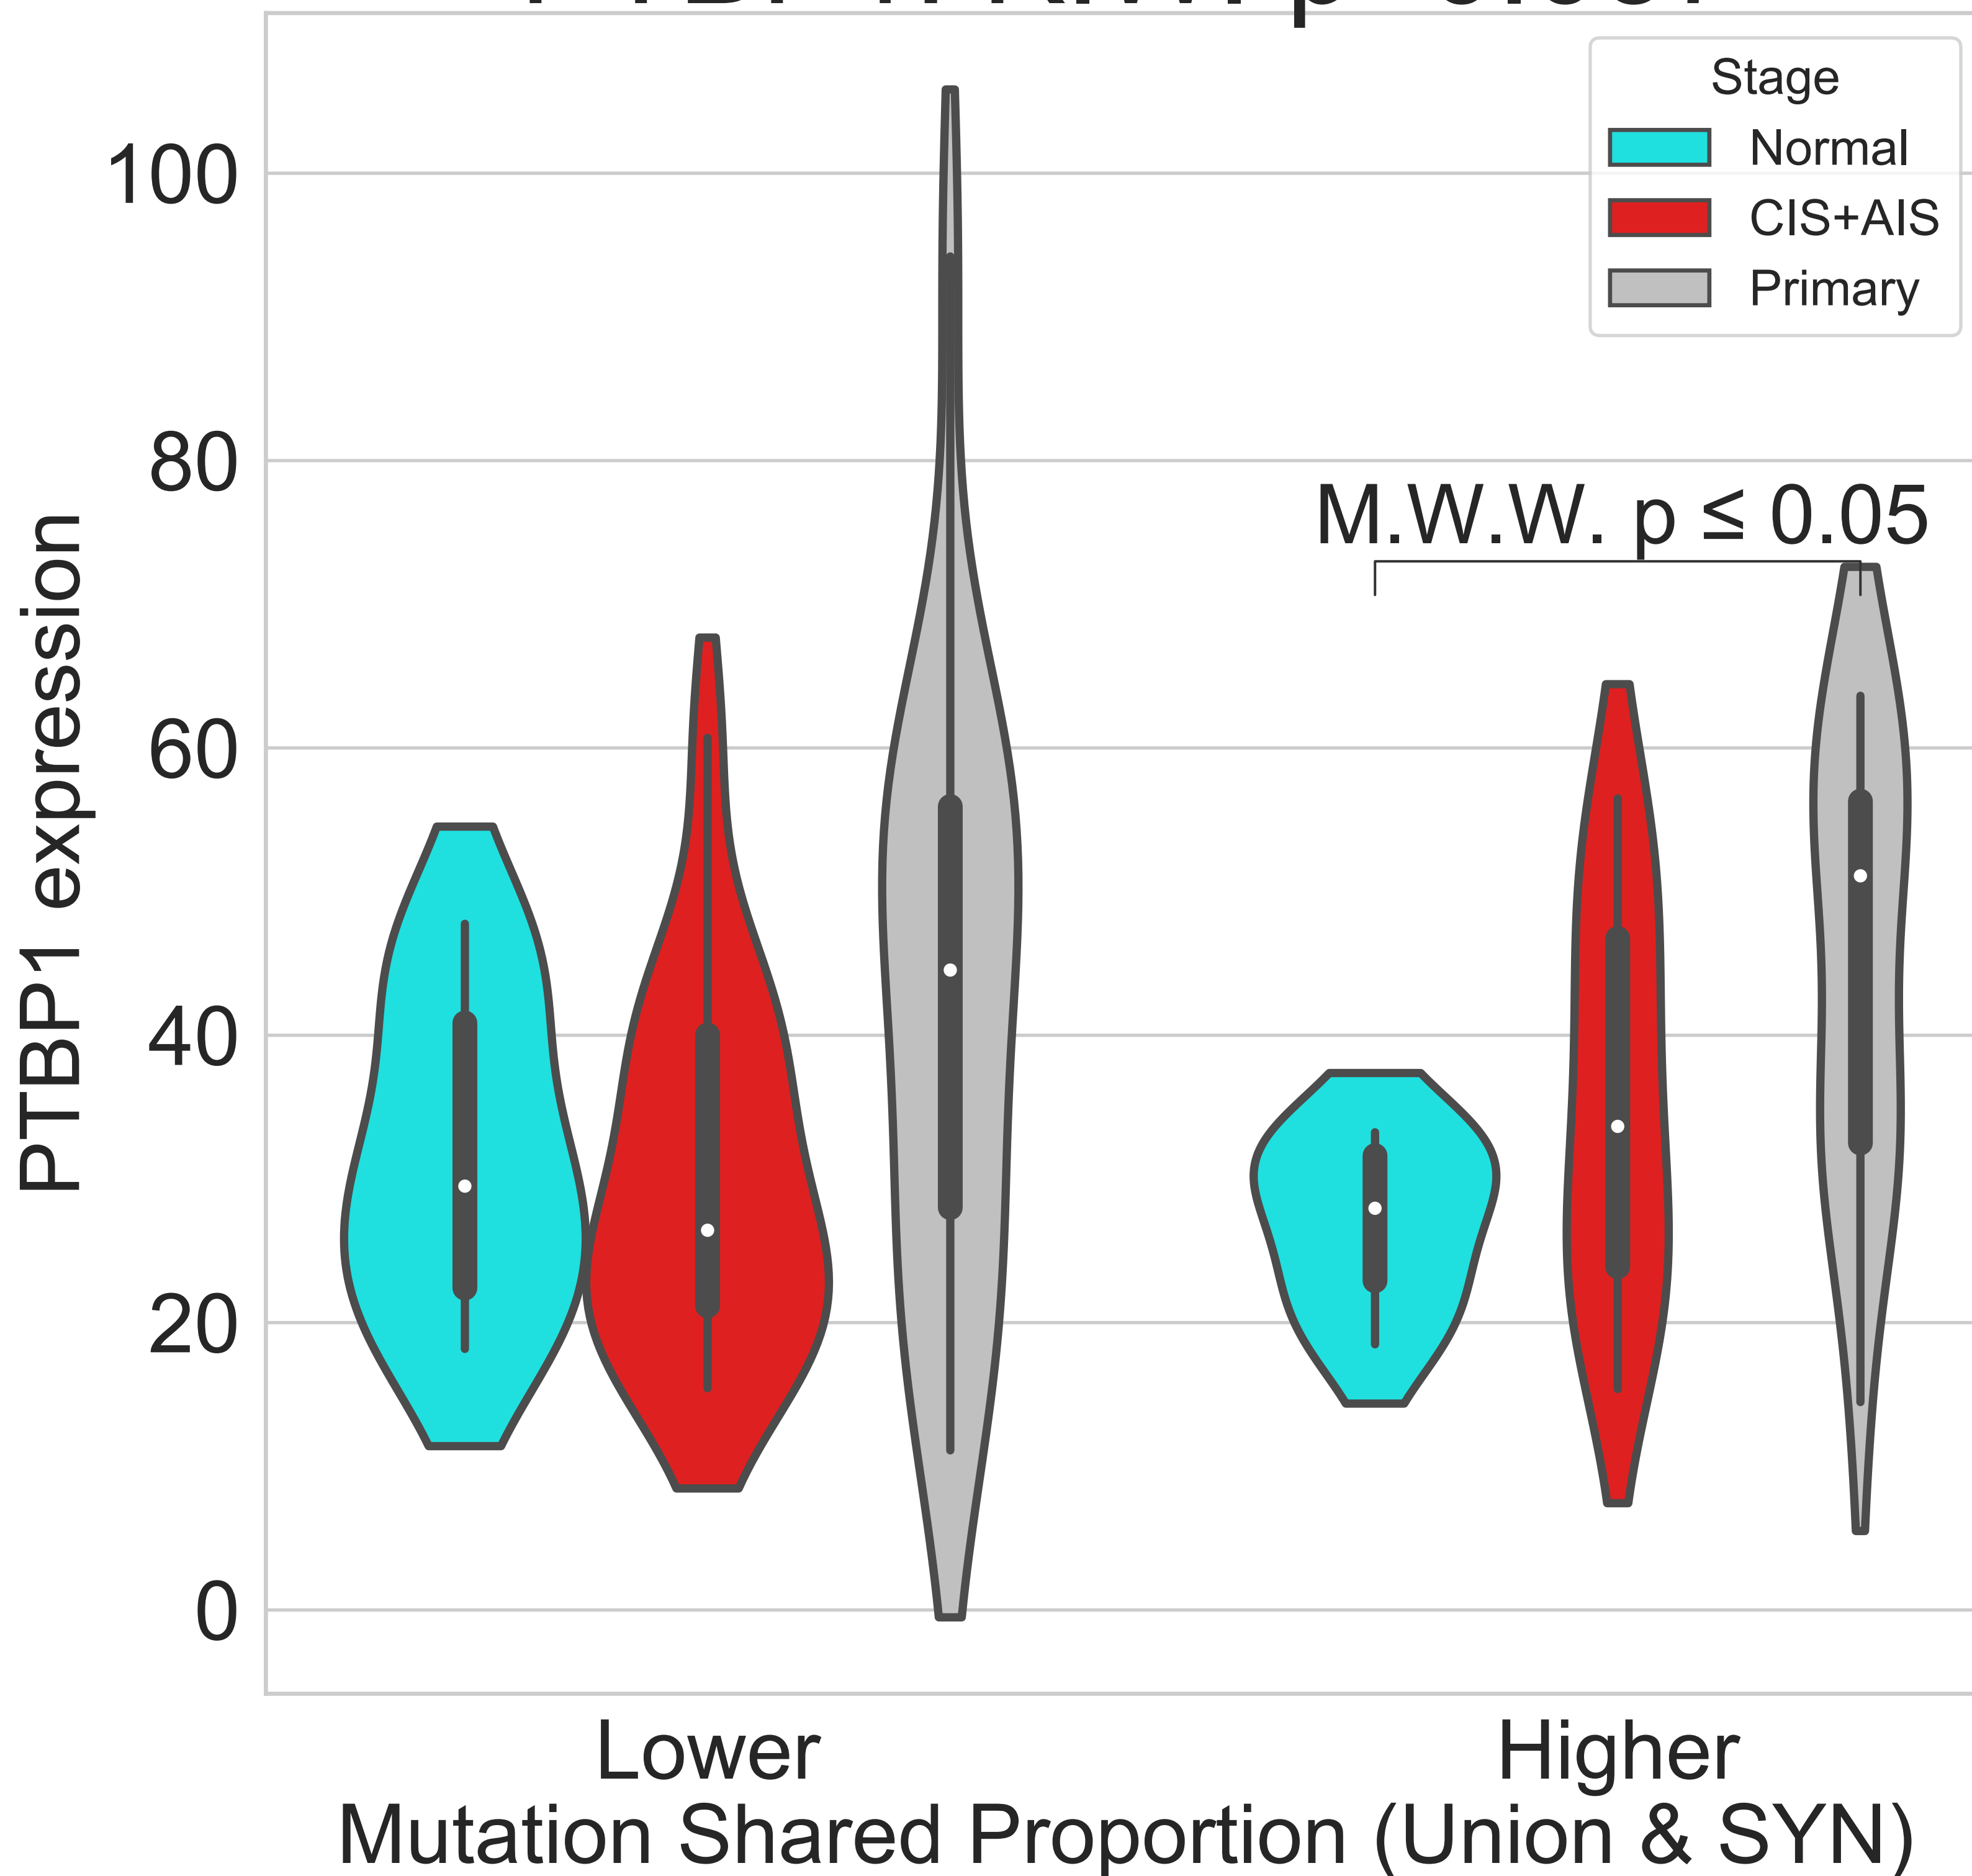 Stage
Normal
CIS+AIS
Primary
100
80
60
40
20
0
PTBP1 expression
M.W.W. p ≤ 0.05
Lower
Higher
Mutation Shared Proportion (Union & SYN)